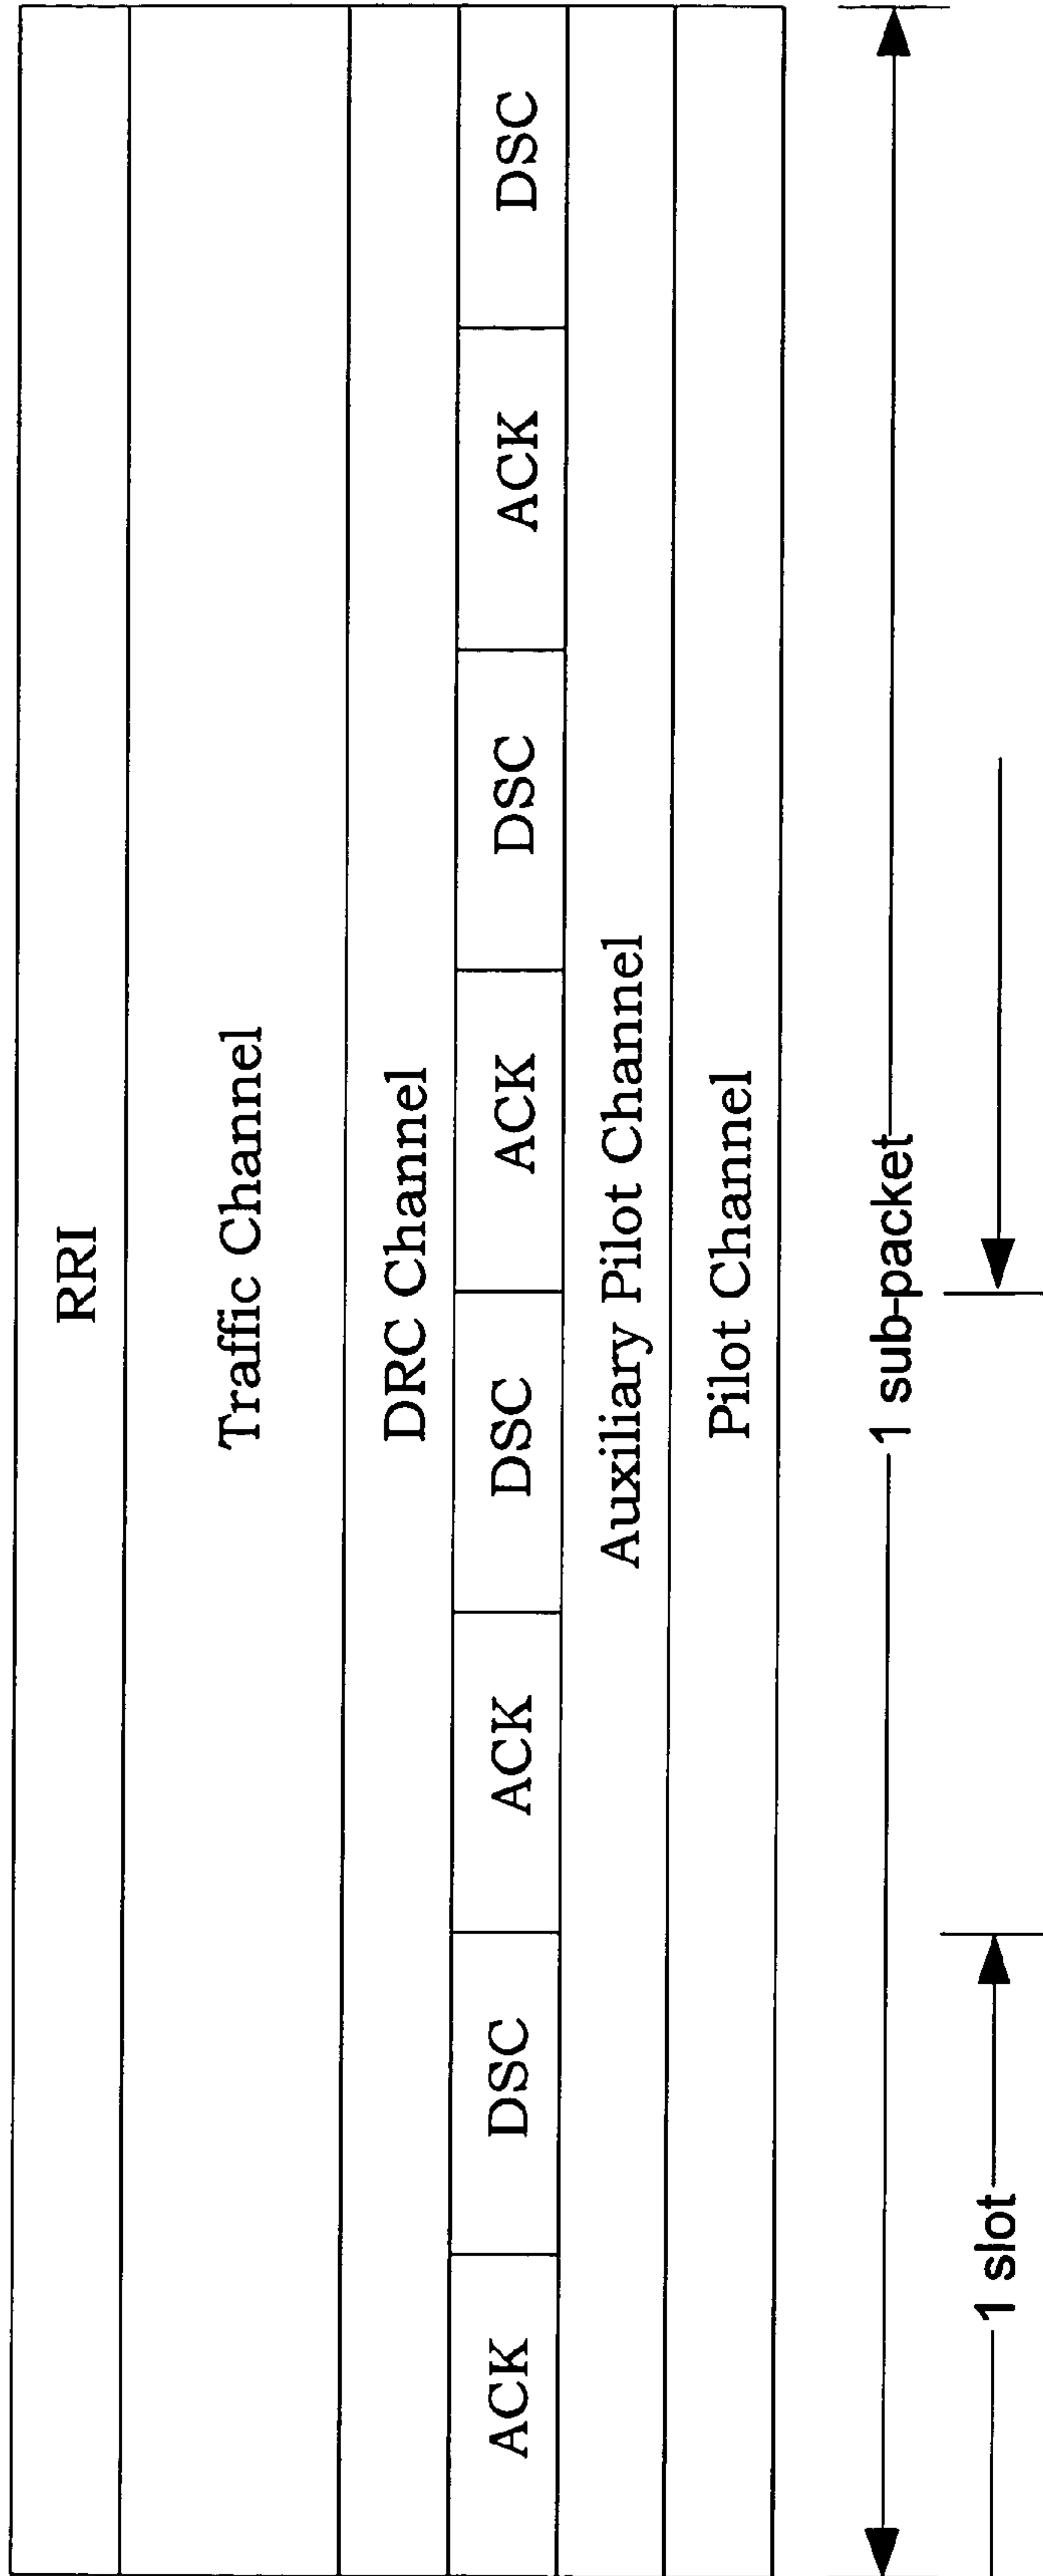 RRI
Traffic Channel
DRC Channel
ACK
DSC
ACK
DSC
ACK
DSC
ACK
DSC
Auxiliary Pilot Channel
Pilot Channel
1 sub-packet
1 slot